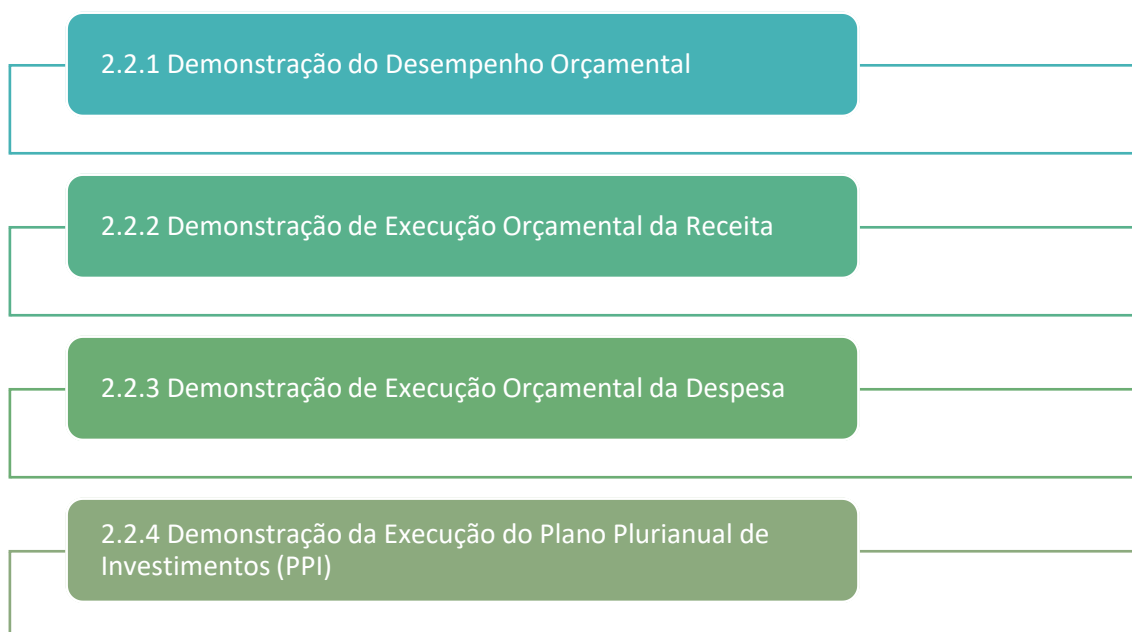 2.2.1 Demonstração do Desempenho Orçamental
2.2.2 Demonstração de Execução Orçamental da Receita
2.2.3 Demonstração de Execução Orçamental da Despesa
2.2.4 Demonstração da Execução do Plano Plurianual de
Investimentos (PPI)